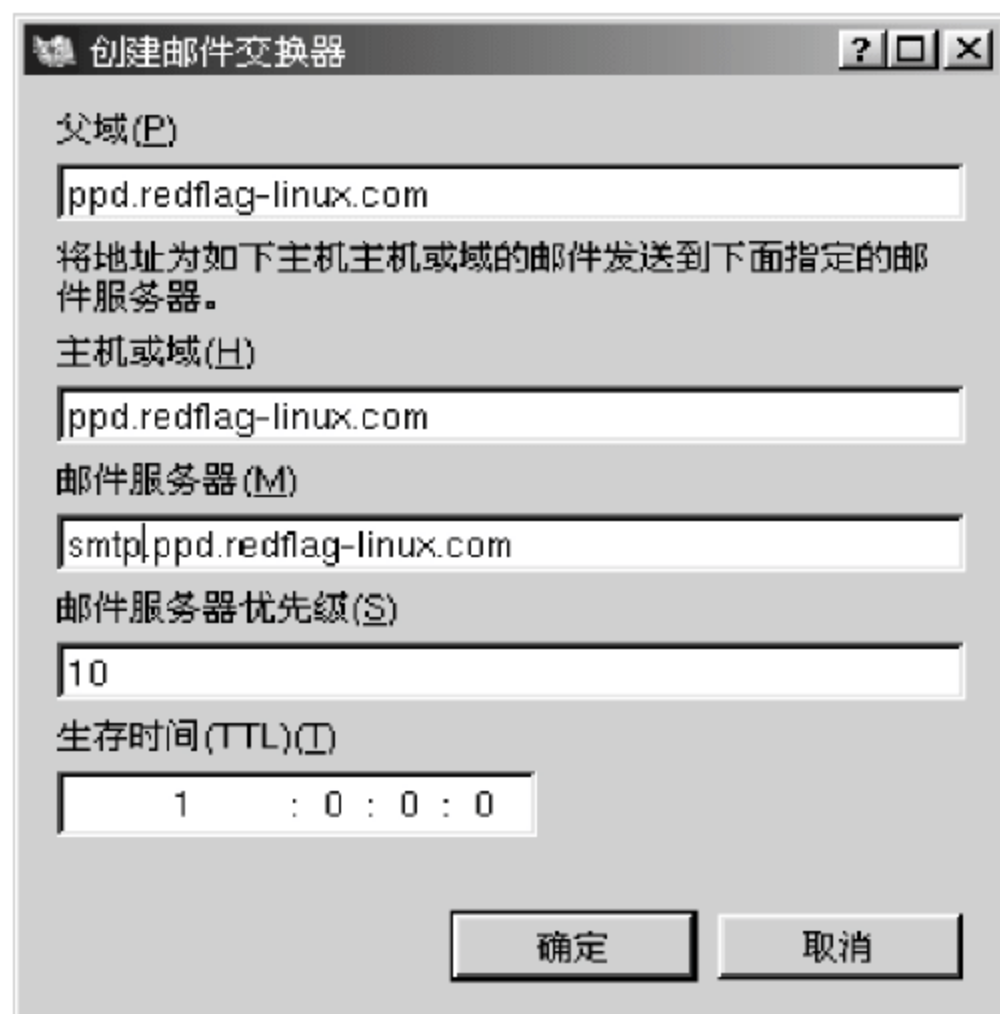 创建邮件交换器
父域(P)
ppd.redflag-linux.com
将地址为如下主机主机或域的邮件发送到下面指定的邮
件服务器。
主机或域(H)
ppd.redflag-linux.com
邮件服务器(M)
smtp.ppd.redflag-linux.com
邮件服务器优先级(S)
10
生存时间(TTL)(T)
1 : 0 : 0 : 0
确定 取消